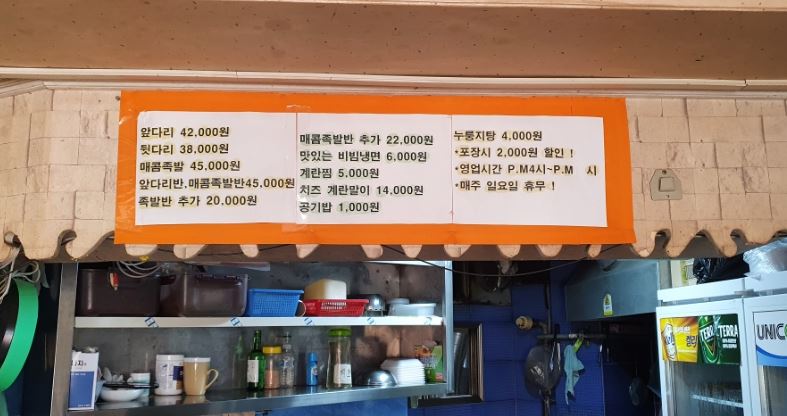 앞다리 42,000원
뒷다리 38,000원
매콤족발 45,000원
앞다리반.매콤족발반45,000원
족발반 추가 20,000원
매콤족발반 추가 22,000원
맛있는 비빔냉면 6,000원
계란찜 5,000원
치즈 계란말이 14,000원
공기밥 1,000원
누룽지탕 4,000원
*포장시 2,000원 할인 !
*영업시간 P.M4시~P.M 시
*매주 일요일 휴무 !
TERRA
TERRA
UNIC